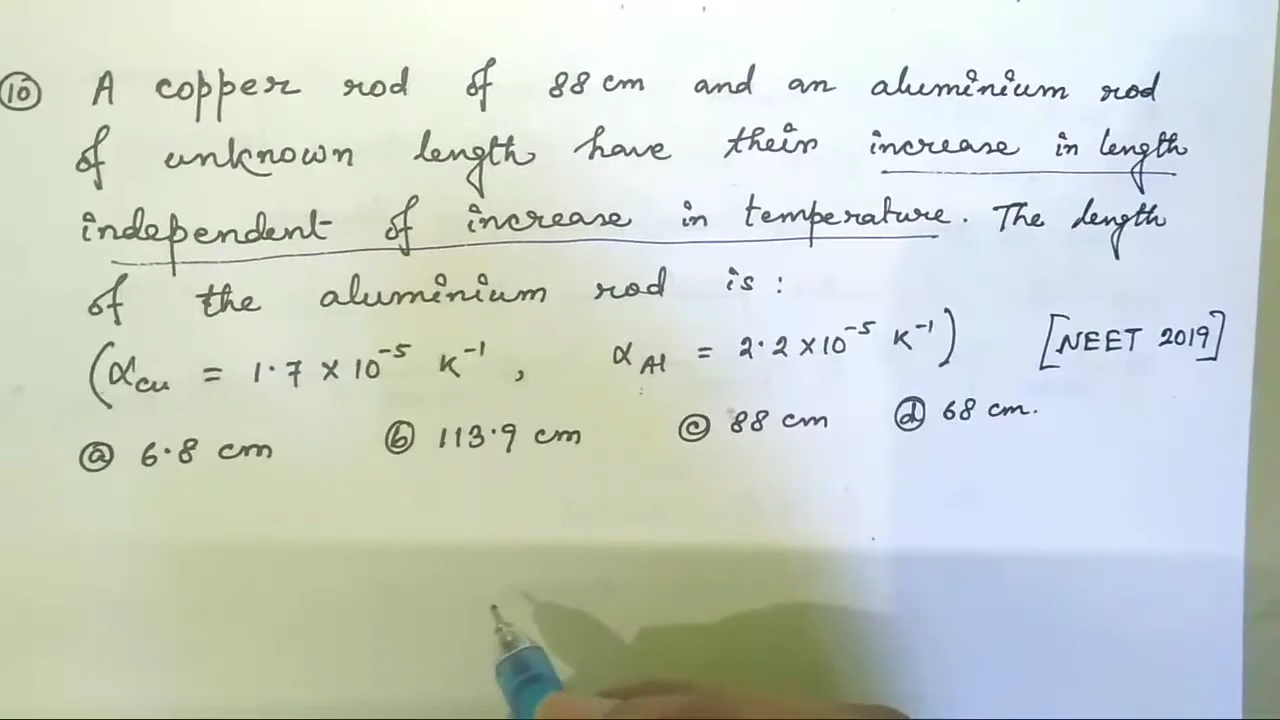 10 A copper rod of 88 cm and an aluminium rod
of unknown length have their increase in length
independent of increase in temperature. The length
of the aluminium rod is :
(αCu = 1.7 × 10⁻⁵ K⁻¹, αAl = 2.2 × 10⁻⁵ K⁻¹) [NEET 2019]
ⓐ 6.8 cm ⓑ 113.9 cm ⓒ 88 cm ⓓ 68 cm.